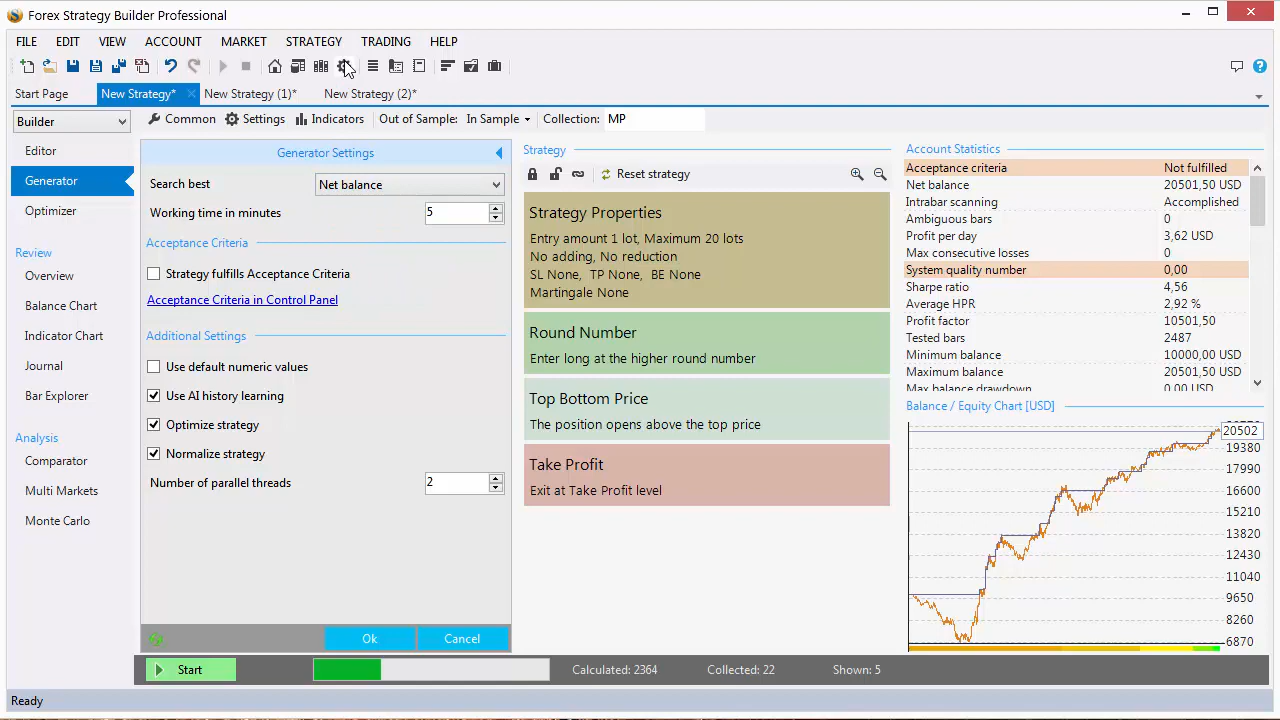 Forex Strategy Builder Professional
FILE EDIT VIEW ACCOUNT MARKET STRATEGY TRADING HELP
Start Page New Strategy* New Strategy (1)* New Strategy (2)*
Builder Common Settings Indicators Out of Sample: In Sample Collection: MP
Editor
Generator
Optimizer
Review
Overview
Balance Chart
Indicator Chart
Journal
Bar Explorer
Analysis
Comparator
Multi Markets
Monte Carlo
Generator Settings
Search best Net balance
Working time in minutes 5
Acceptance Criteria
Strategy fulfills Acceptance Criteria
Acceptance Criteria in Control Panel
Additional Settings
Use default numeric values
Use AI history learning
Optimize strategy
Normalize strategy
Number of parallel threads 2
Ok Cancel
Strategy
Reset strategy
Strategy Properties
Entry amount 1 lot, Maximum 20 lots
No adding, No reduction
SL None, TP None, BE None
Martingale None
Round Number
Enter long at the higher round number
Top Bottom Price
The position opens above the top price
Take Profit
Exit at Take Profit level
Account Statistics
Acceptance criteria Not fulfilled
Net balance 20501,50 USD
Intrabar scanning Accomplished
Ambiguous bars 0
Profit per day 3,62 USD
Max consecutive losses 0
System quality number 0,00
Sharpe ratio 4,56
Average HPR 2,92 %
Profit factor 10501,50
Tested bars 2487
Minimum balance 10000,00 USD
Maximum balance 20501,50 USD
Max balance drawdown 0,00 USD
Balance / Equity Chart [USD]
20502
19380
17990
16600
15210
13820
12430
11040
9650
8260
6870
Start Calculated: 2364 Collected: 22 Shown: 5
Ready